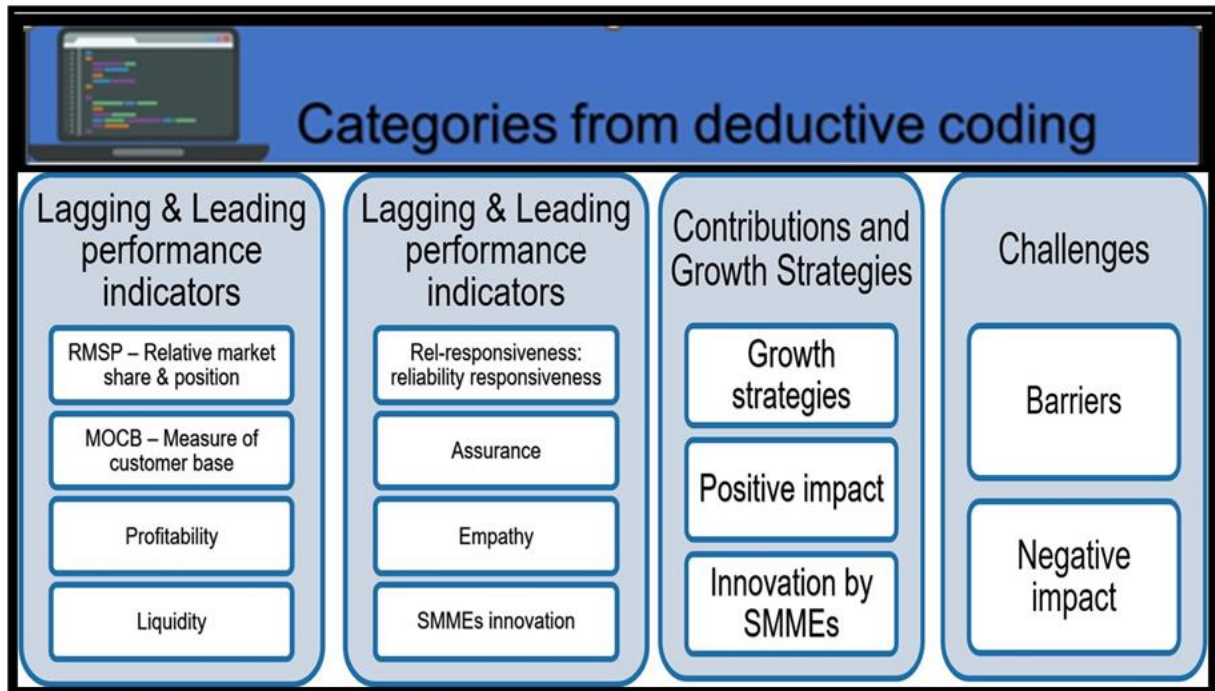 Categories from deductive coding
Lagging & Leading
performance
indicators
RMSP – Relative market
share & position
MOCB – Measure of
customer base
Profitability
Liquidity
Lagging & Leading
performance
indicators
Rel-responsiveness:
reliability responsiveness
Assurance
Empathy
SMMEs innovation
Contributions and
Growth Strategies
Growth
strategies
Positive impact
Innovation by
SMMEs
Challenges
Barriers
Negative
impact